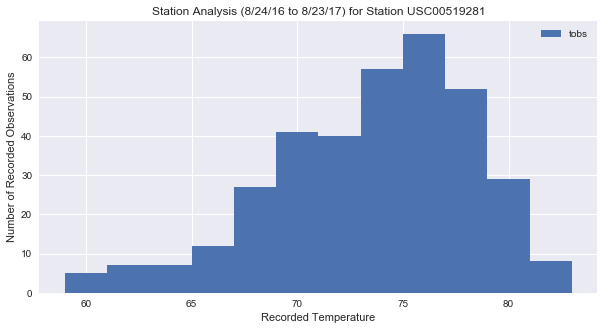 Station Analysis (8/24/16 to 8/23/17) for Station USC00519281
tobs
Number of Recorded Observations
60
50
40
30
20
10
0
60 65 70 75 80
Recorded Temperature